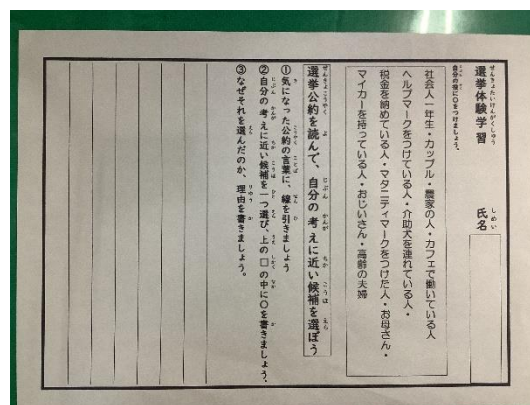 選挙体験学習
氏名
自分の役に○をつけましょう。
社会人一年生・カップル・農家の人・カフェで働いている人
ヘルプマークをつけている人・介助犬を連れている人・
税金を納めている人・マタニティマークをつけた人・お母さん・
マイカーを持っている人・おじいさん・高齢の夫婦
選挙公約を読んで、自分の考えに近い候補を選ぼう
①気になった公約の言葉に、線を引きましょう
②自分の考えに近い候補を一つ選び、上の□の中に○を書きましょう。
③なぜそれを選んだのか、理由を書きましょう。